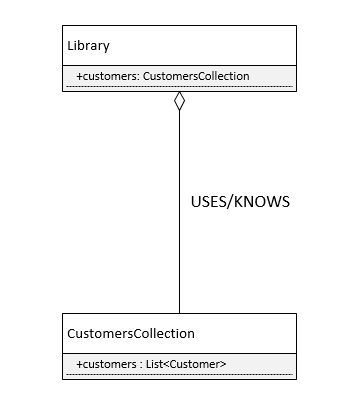 Library
+customers: CustomersCollection
USES/KNOWS
CustomersCollection
+customers : List<Customer>